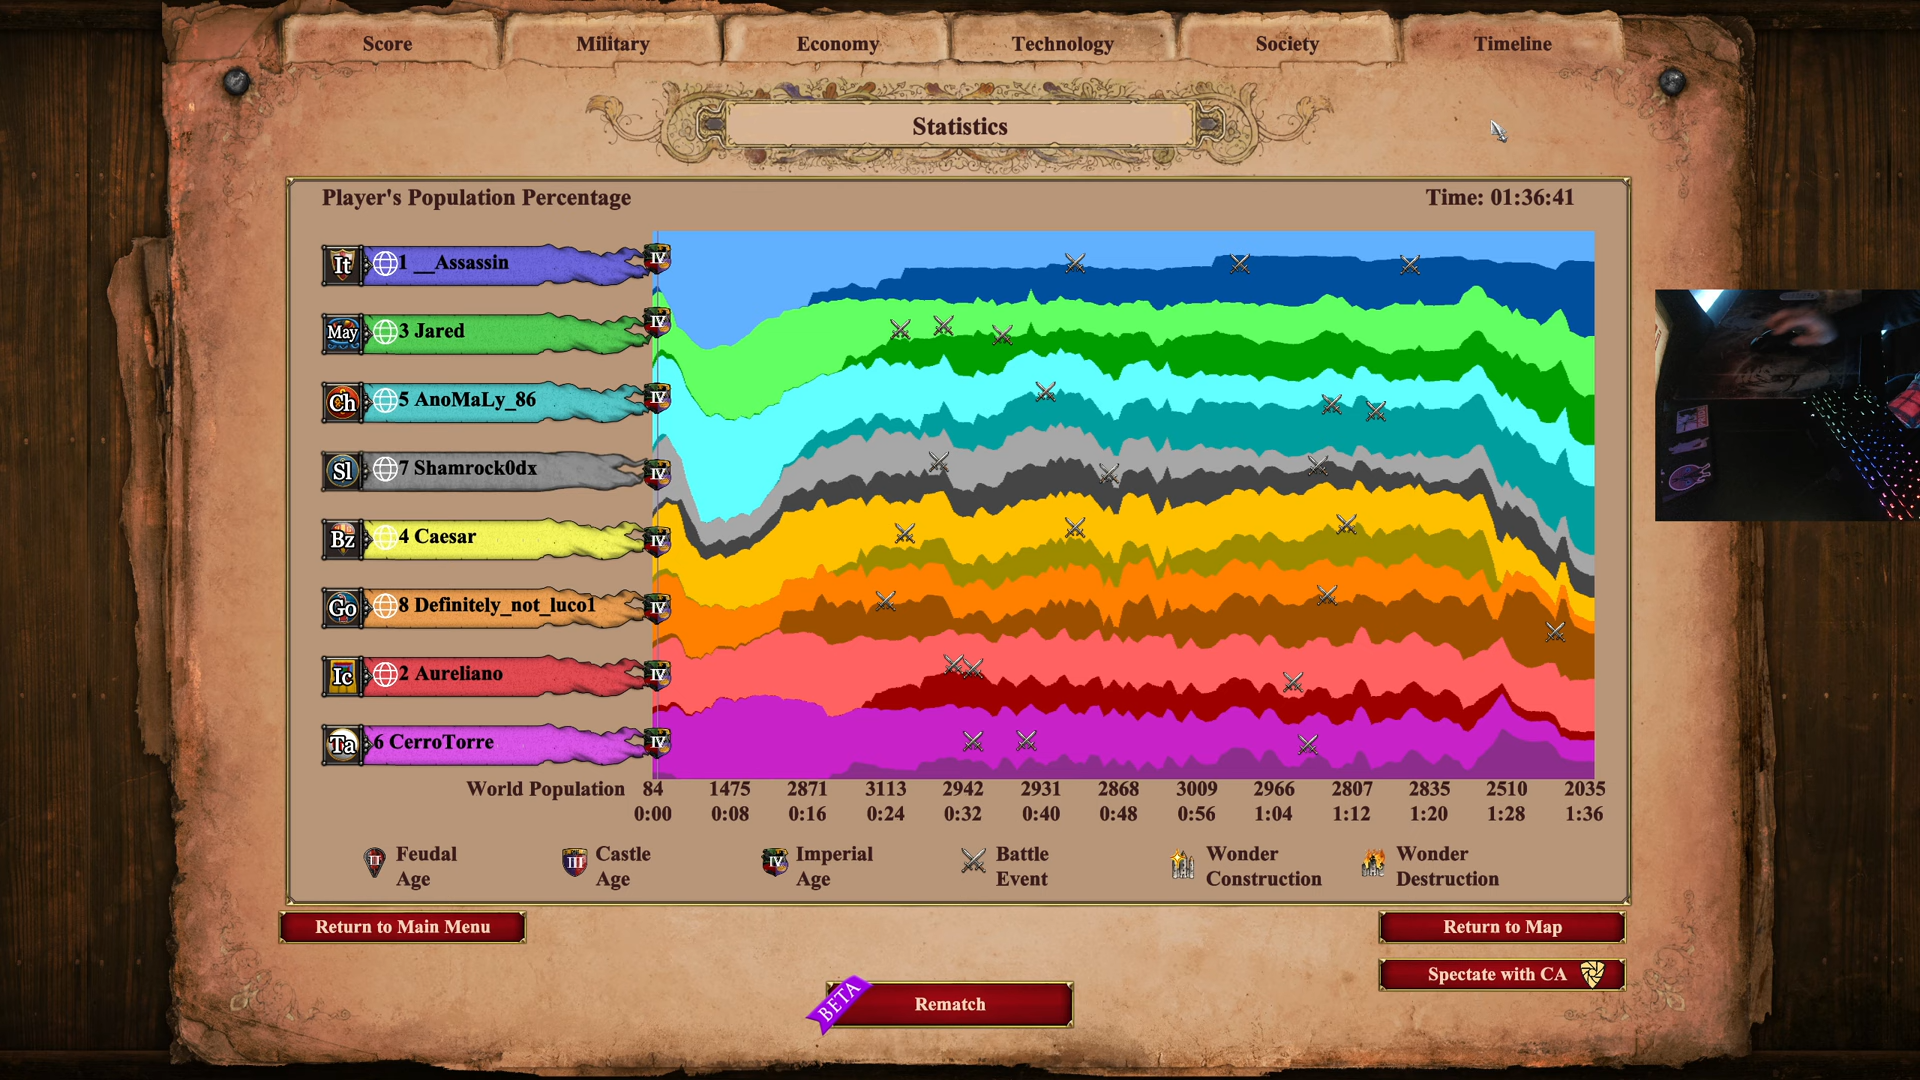 Score Military Economy Technology Society Timeline
Statistics
Player's Population Percentage Time: 01:36:41
It 1 __Assassin IV
May 3 Jared IV
Ch 5 AnoMaLy_86 IV
Sl 7 Shamrock0dx IV
Bz 4 Caesar IV
Go 8 Definitely_not_luco1 IV
Ic 2 Aureliano IV
Ta 6 CerroTorre IV
World Population 84 1475 2871 3113 2942 2931 2868 3009 2966 2807 2835 2510 2035
0:00 0:08 0:16 0:24 0:32 0:40 0:48 0:56 1:04 1:12 1:20 1:28 1:36
II Feudal Age
III Castle Age
IV Imperial Age
Battle Event
Wonder Construction
Wonder Destruction
Return to Main Menu
Return to Map
Spectate with CA
BETA
Rematch